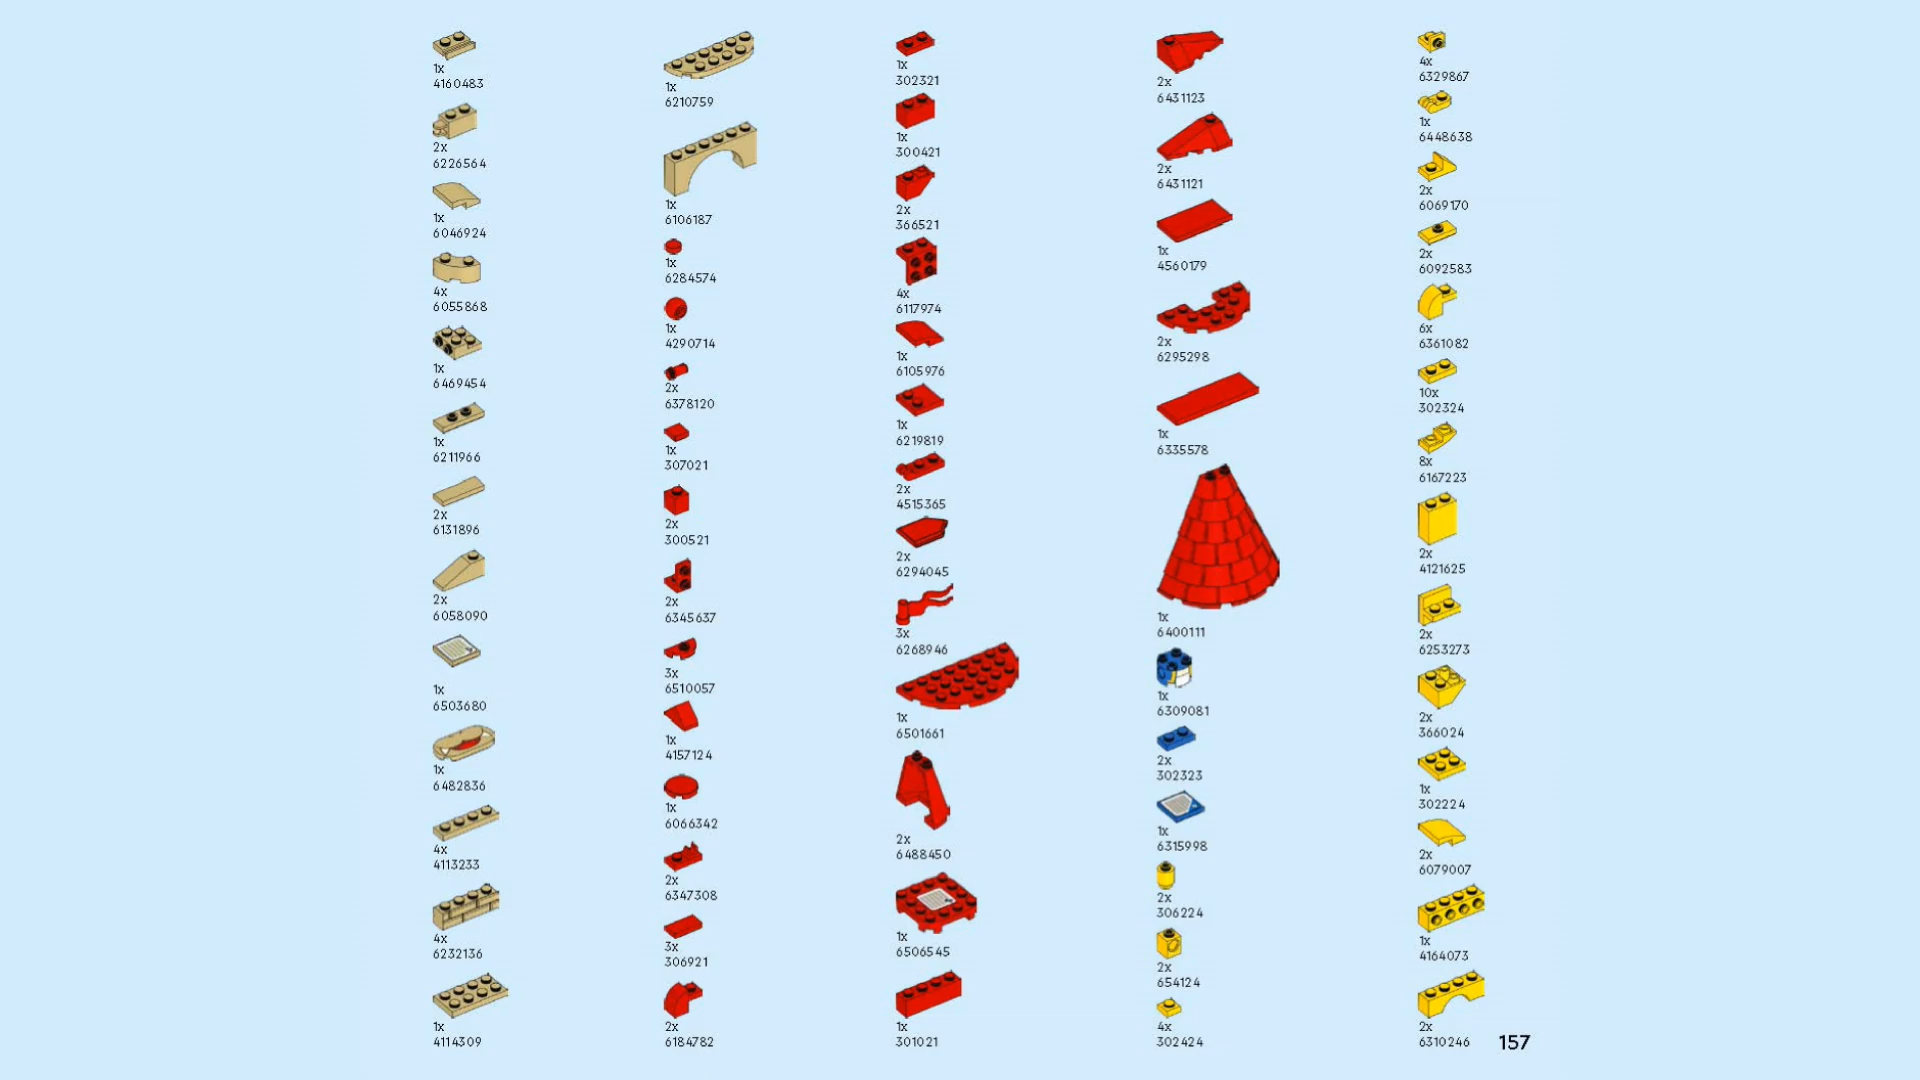 1x
4160483
2x
6226564
1x
6046924
4x
6055868
1x
6469454
1x
6211966
2x
6131896
2x
6058090
1x
6503680
1x
6482836
4x
4113233
4x
6232136
1x
4114309
1x
6210759
1x
6106187
1x
6284574
1x
4290714
2x
6378120
1x
307021
2x
300521
2x
6345637
3x
6510057
1x
4157124
1x
6066342
2x
6347308
3x
306921
2x
6184782
1x
302321
1x
300421
2x
366521
4x
6117974
1x
6105976
1x
6219819
2x
4515365
2x
6294045
3x
6268946
1x
6501661
2x
6488450
1x
6506545
1x
301021
2x
6431123
2x
6431121
1x
4560179
2x
6295298
1x
6335578
1x
6400111
1x
6309081
2x
302323
1x
6315998
2x
306224
2x
654124
4x
302424
4x
6329867
1x
6448638
2x
6069170
2x
6092583
6x
6361082
10x
302324
8x
6167223
2x
4121625
2x
6253273
2x
366024
1x
302224
2x
6079007
1x
4164073
2x
6310246
157